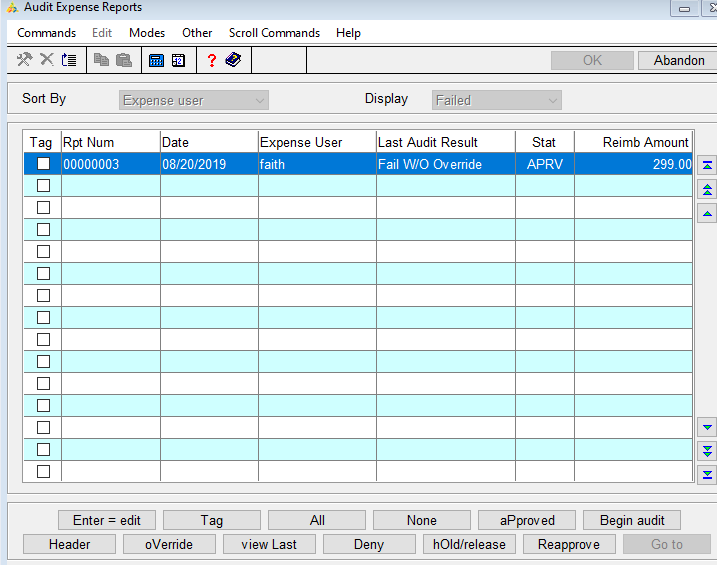 Audit Expense Reports
Commands Edit Modes Other Scroll Commands Help
OK Abandon
Sort By Expense user Display Failed
Tag Rpt Num Date Expense User Last Audit Result Stat Reimb Amount
00000003 08/20/2019 faith Fail W/O Override APRV 299.00
Enter = edit Tag All None aPproved Begin audit
Header oVerride view Last Deny hOld/release Reapprove Go to